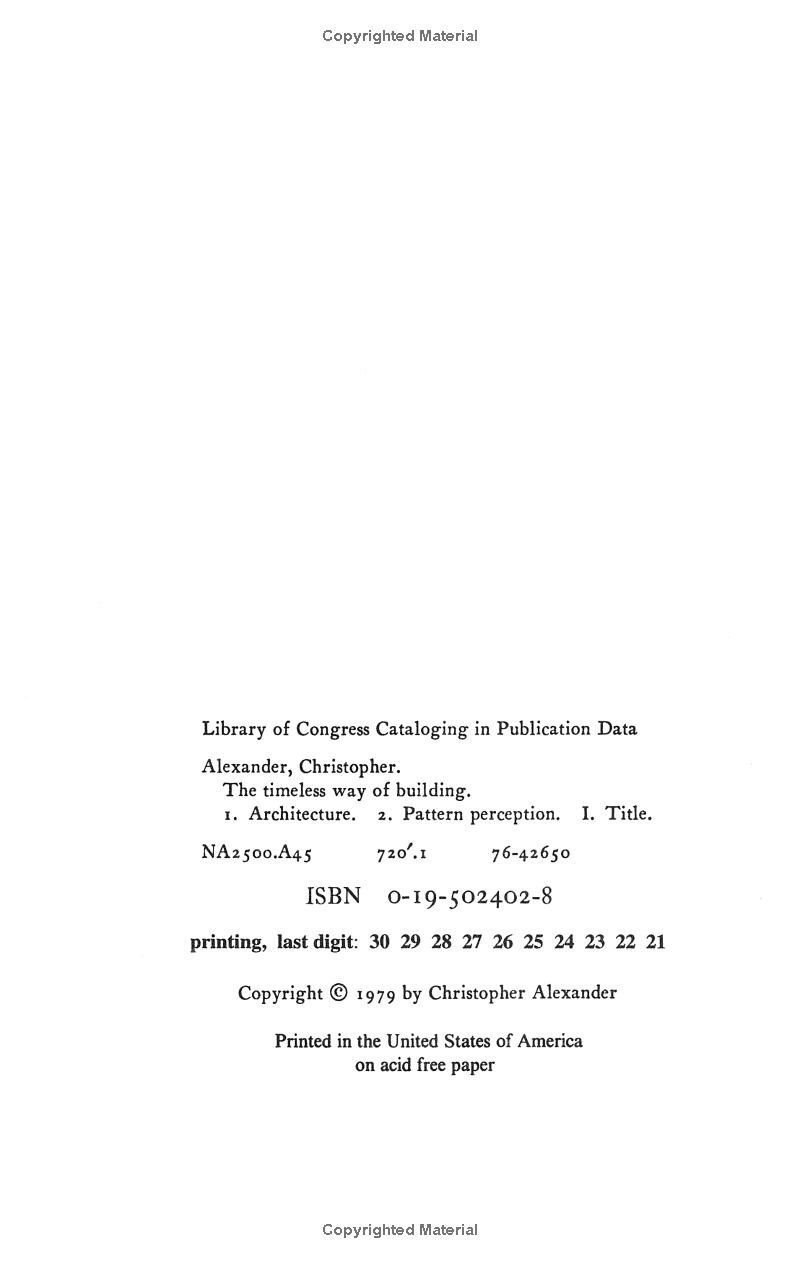 Copyrighted Material
Library of Congress Cataloging in Publication Data
Alexander, Christopher.
The timeless way of building.
1. Architecture. 2. Pattern perception. I. Title.
NA2500.A45 720′.1 76-42650
ISBN 0-19-502402-8
printing, last digit: 30 29 28 27 26 25 24 23 22 21
Copyright © 1979 by Christopher Alexander
Printed in the United States of America
on acid free paper
Copyrighted Material